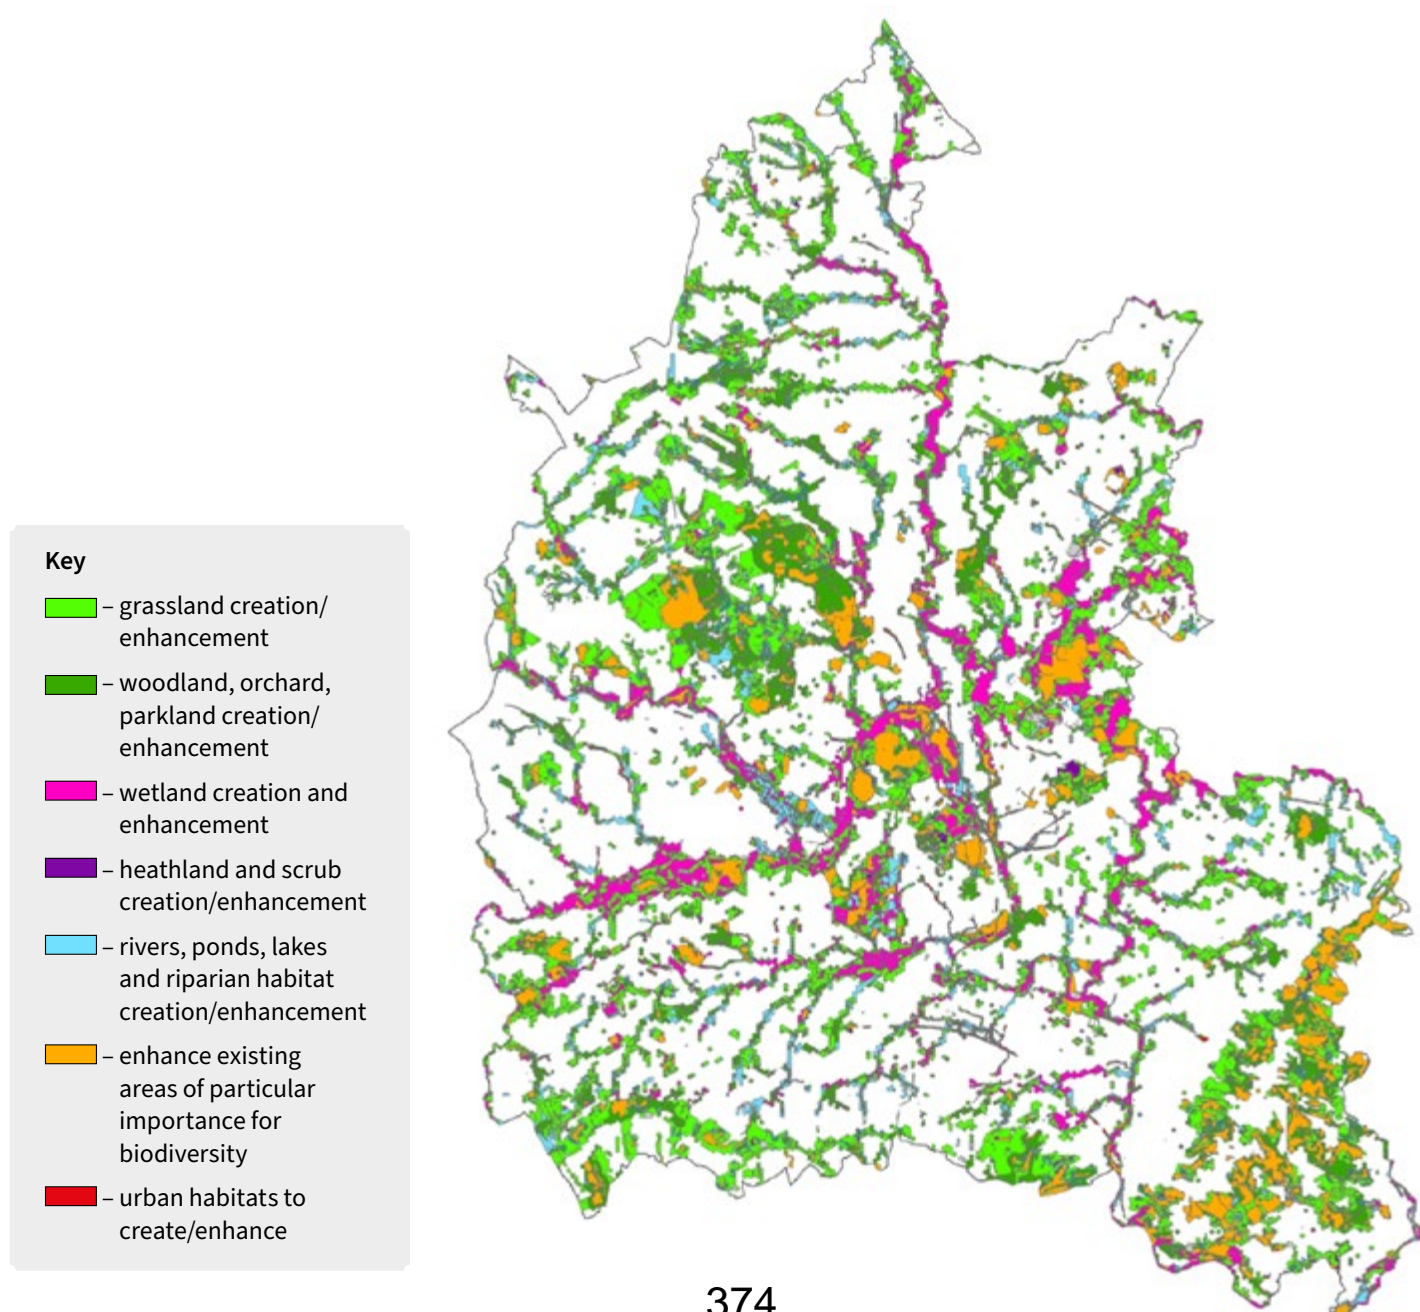 Key
– grassland creation/
enhancement
– woodland, orchard,
parkland creation/
enhancement
– wetland creation and
enhancement
– heathland and scrub
creation/enhancement
– rivers, ponds, lakes
and riparian habitat
creation/enhancement
– enhance existing
areas of particular
importance for
biodiversity
– urban habitats to
create/enhance
374